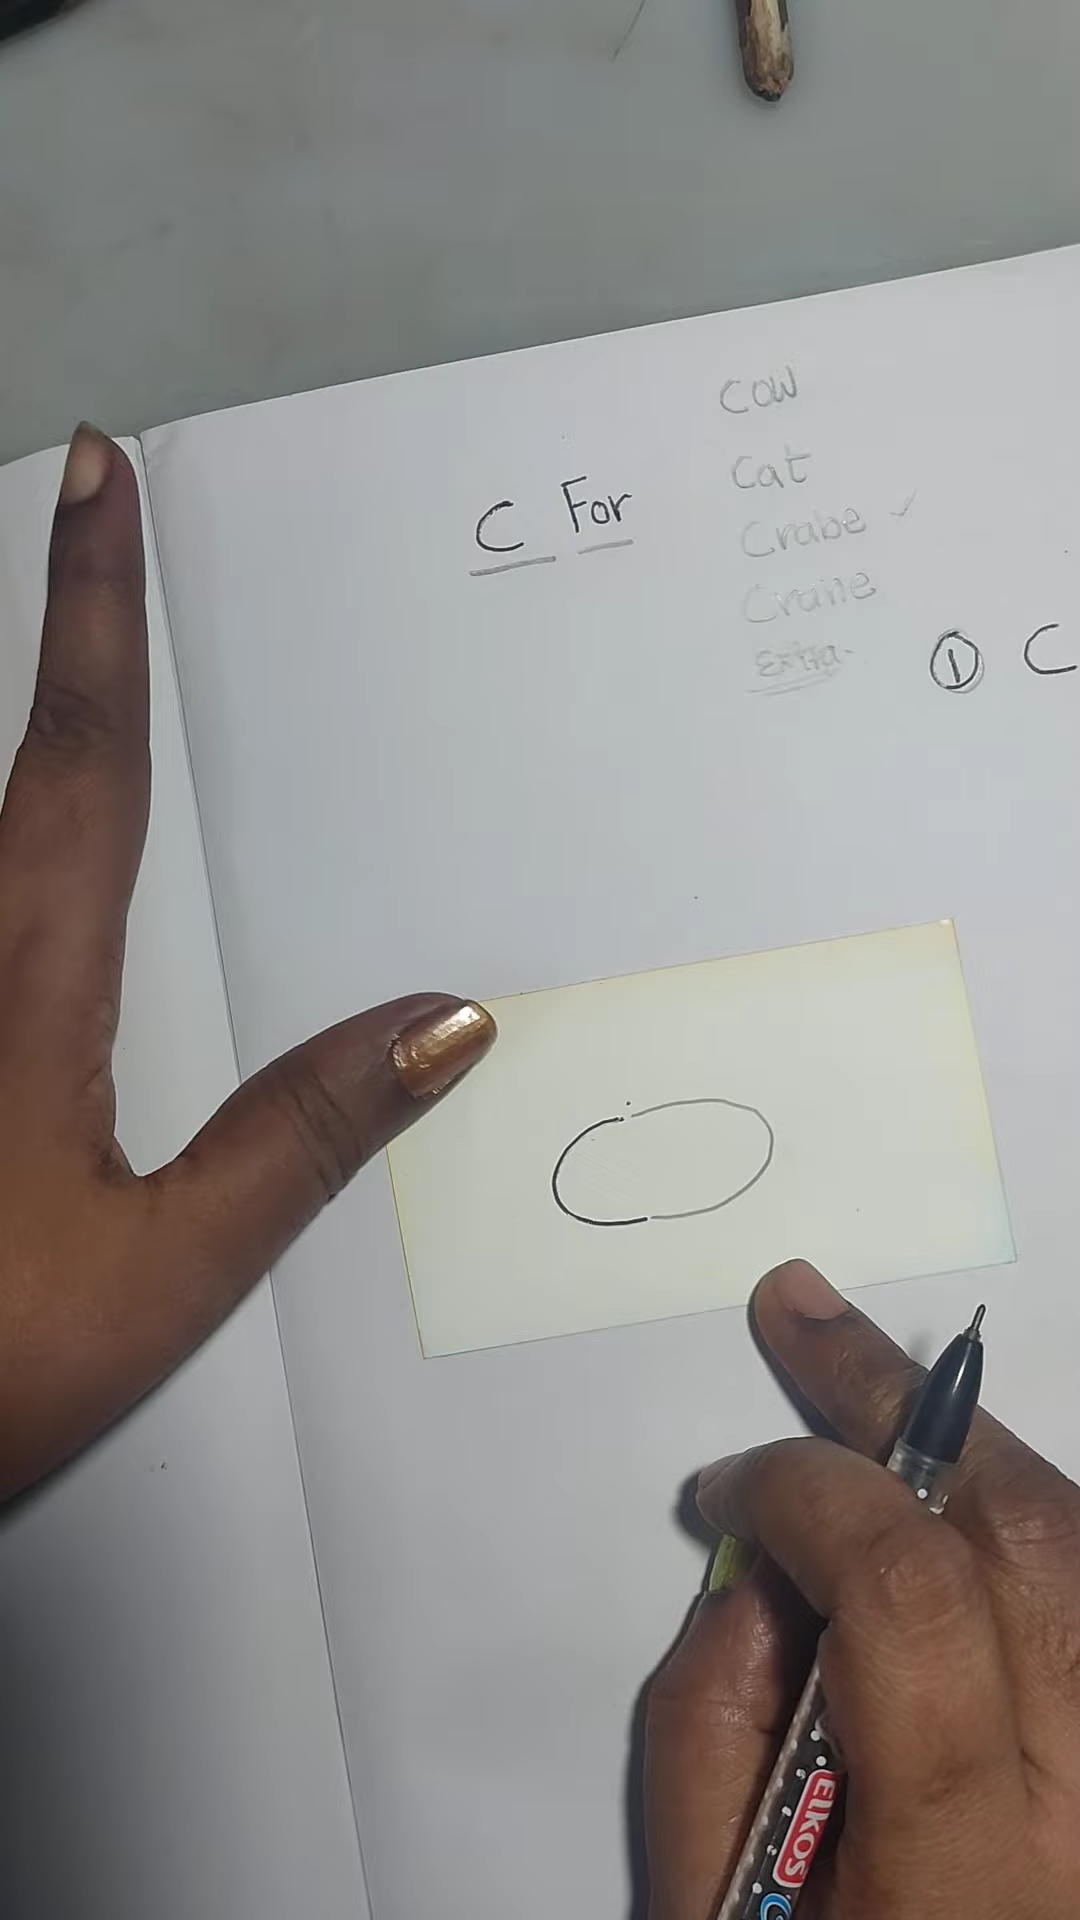 C For
Cow
Cat
Crabe ✓
Crane
Extra
① C
ELKOS